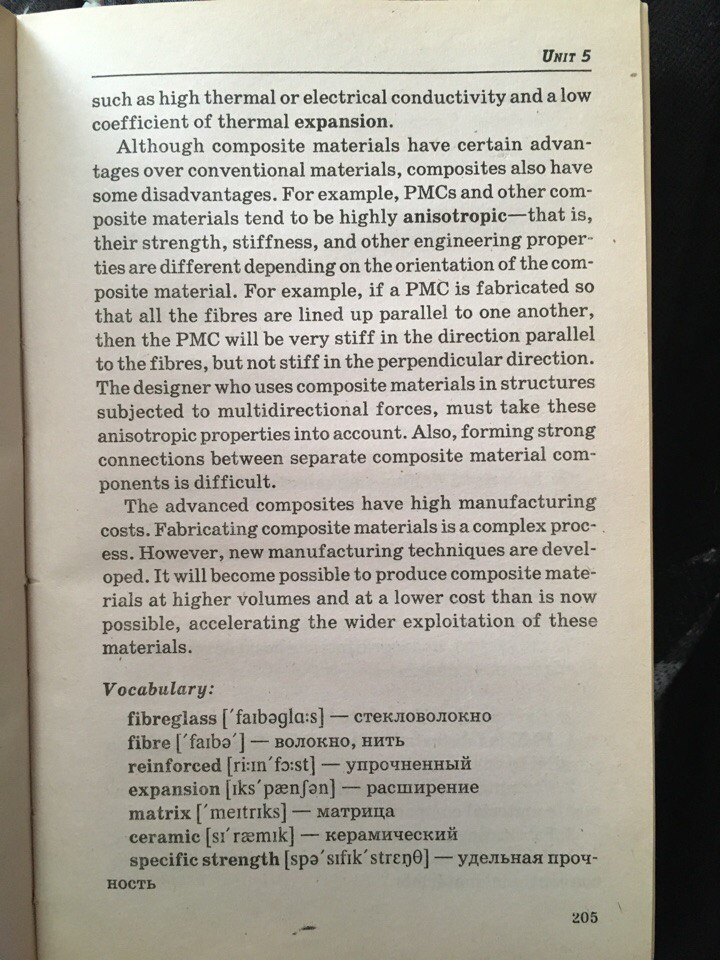 UNIT 5
such as high thermal or electrical conductivity and a low
coefficient of thermal expansion.
Although composite materials have certain advan-
tages over conventional materials, composites also have
some disadvantages. For example, PMCs and other com-
posite materials tend to be highly anisotropic—that is,
their strength, stiffness, and other engineering proper-
ties are different depending on the orientation of the com-
posite material. For example, if a PMC is fabricated so
that all the fibres are lined up parallel to one another,
then the PMC will be very stiff in the direction parallel
to the fibres, but not stiff in the perpendicular direction.
The designer who uses composite materials in structures
subjected to multidirectional forces, must take these
anisotropic properties into account. Also, forming strong
connections between separate composite material com-
ponents is difficult.
The advanced composites have high manufacturing
costs. Fabricating composite materials is a complex proc-
ess. However, new manufacturing techniques are devel-
oped. It will become possible to produce composite mate-
rials at higher volumes and at a lower cost than is now
possible, accelerating the wider exploitation of these
materials.
Vocabulary:
fibreglass [ˊfaıbəglɑ:s] — стекловолокно
fibre [ˊfaıbəˊ] — волокно, нить
reinforced [ri:ınˊfɔ:st] — упрочненный
expansion [ıksˊpænʃən] — расширение
matrix [ˊmeıtrıks] — матрица
ceramic [sıˊræmık] — керамический
specific strength [spəˊsıfıkˊstrɛŋθ] — удельная проч-
ность
205